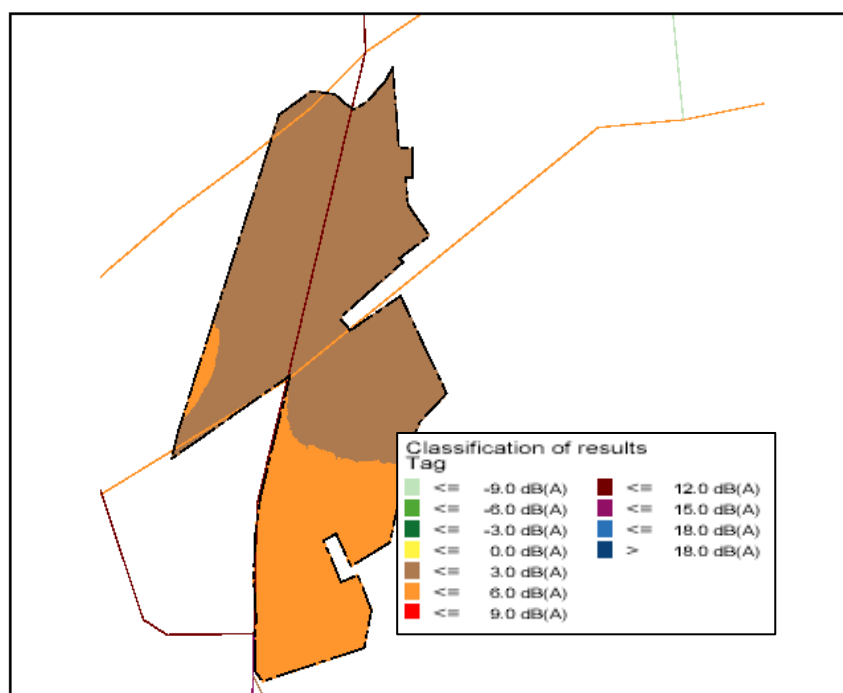 Classification of results
Tag
<= -9.0 dB(A)
<= -6.0 dB(A)
<= -3.0 dB(A)
<= 0.0 dB(A)
<= 3.0 dB(A)
<= 6.0 dB(A)
<= 9.0 dB(A)
<= 12.0 dB(A)
<= 15.0 dB(A)
<= 18.0 dB(A)
> 18.0 dB(A)